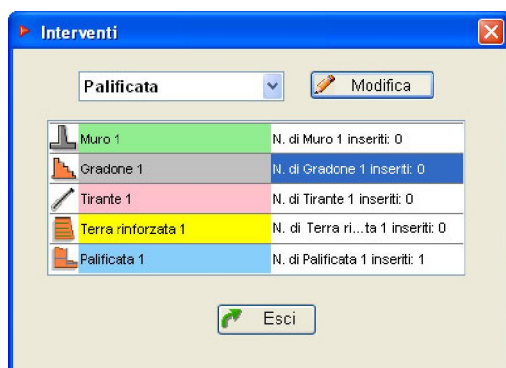 Interventi
Palificata Modifica
Muro 1 N. di Muro 1 inseriti: 0
Gradone 1 N. di Gradone 1 inseriti: 0
Tirante 1 N. di Tirante 1 inseriti: 0
Terra rinforzata 1 N. di Terra ri...ta 1 inseriti: 0
Palificata 1 N. di Palificata 1 inseriti: 1
Esci